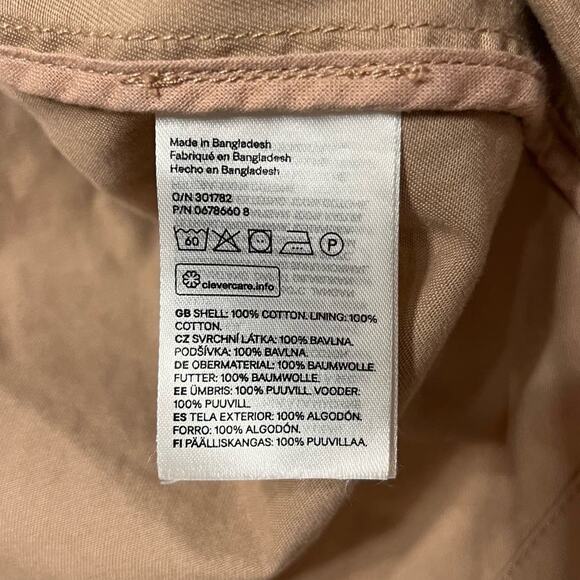 Made in Bangladesh
Fabriqué en Bangladesh
Hecho en Bangladesh
O/N 301782
P/N 0678660 8
60 P
clevercare.info
GB SHELL: 100% COTTON. LINING: 100%
COTTON.
CZ SVRCHNÍ LÁTKA: 100% BAVLNA.
PODŠÍVKA: 100% BAVLNA.
DE OBERMATERIAL: 100% BAUMWOLLE.
FUTTER: 100% BAUMWOLLE.
EE ÜMBRIS: 100% PUUVILL. VOODER:
100% PUUVILL.
ES TELA EXTERIOR: 100% ALGODÓN.
FORRO: 100% ALGODÓN.
FI PÄÄLLISKANGAS: 100% PUUVILLAA.